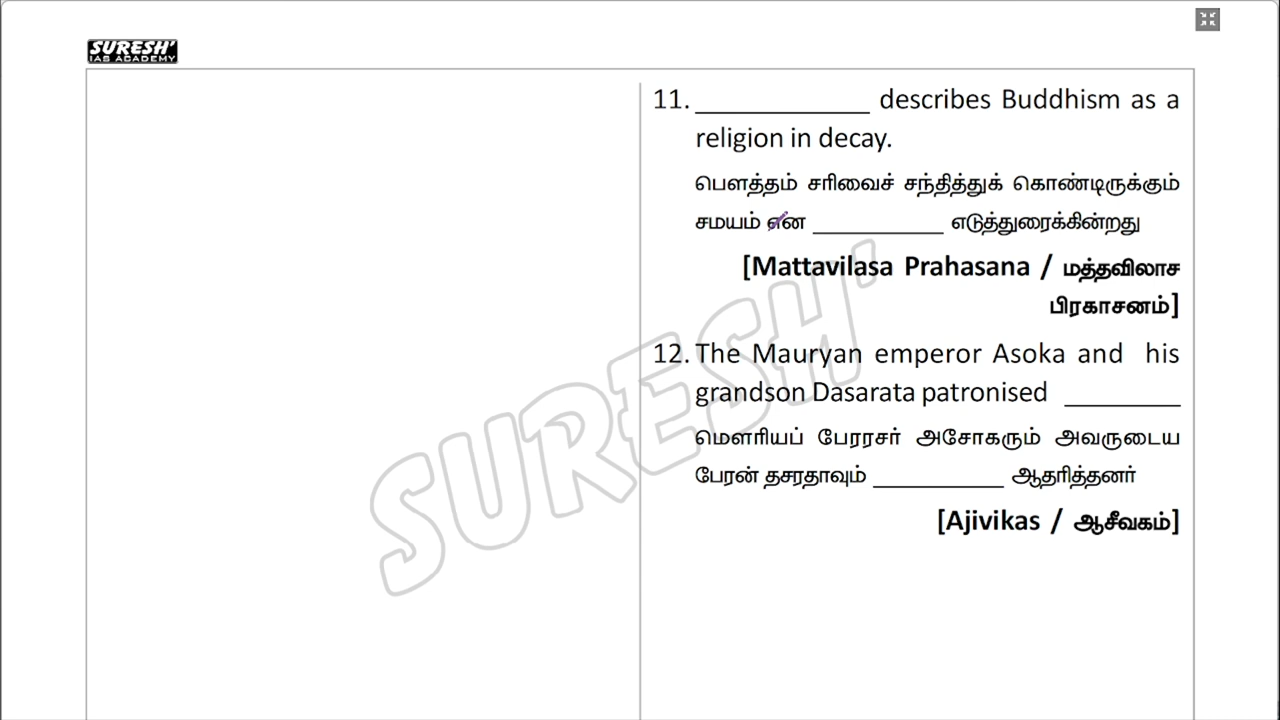 SURESH'
IAS ACADEMY
11. ____________ describes Buddhism as a
religion in decay.
பௌத்தம் சரிவைச் சந்தித்துக் கொண்டிருக்கும்
சமயம் என _________ எடுத்துரைக்கின்றது
[Mattavilasa Prahasana / மத்தவிலாச
பிரகாசனம்]
12. The Mauryan emperor Asoka and his
grandson Dasarata patronised ________
மௌரியப் பேரரசர் அசோகரும் அவருடைய
பேரன் தசரதாவும் _________ ஆதரித்தனர்
[Ajivikas / ஆசீவகம்]
SURESH'